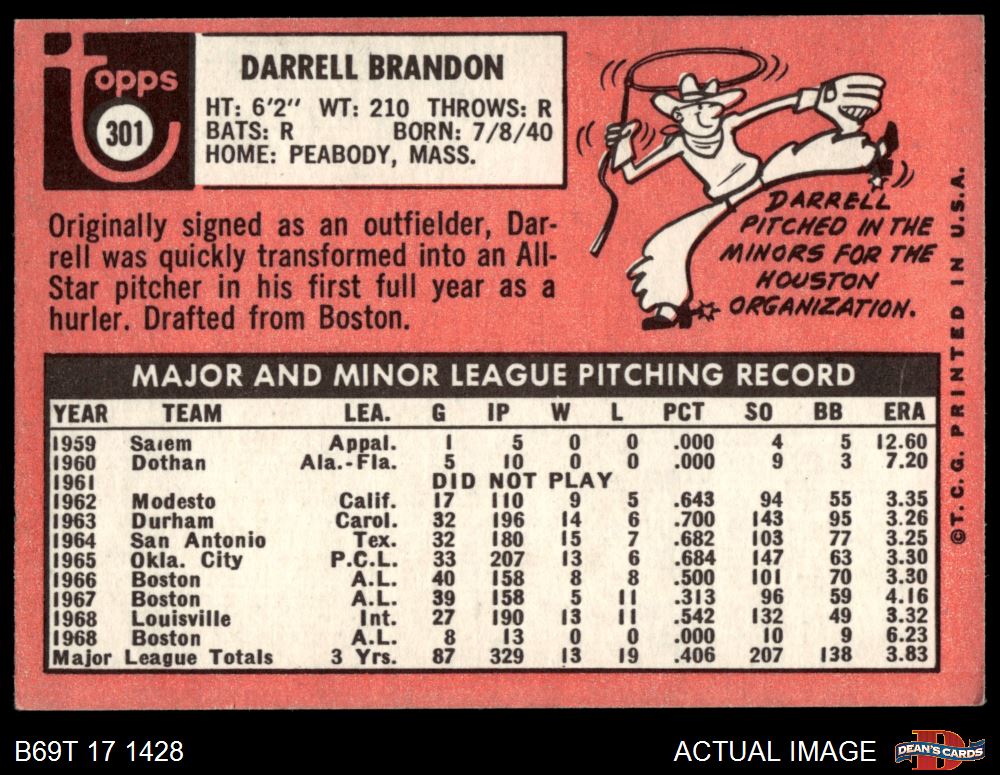 Topps
301
DARRELL BRANDON
HT: 6'2" WT: 210 THROWS: R
BATS: R BORN: 7/8/40
HOME: PEABODY, MASS.
Originally signed as an outfielder, Dar-
rell was quickly transformed into an All-
Star pitcher in his first full year as a
hurler. Drafted from Boston.
DARRELL
PITCHED IN THE
MINORS FOR THE
HOUSTON
ORGANIZATION.
©T.C.G. PRINTED IN U.S.A.
MAJOR AND MINOR LEAGUE PITCHING RECORD
YEAR TEAM LEA. G IP W L PCT SO BB ERA
1959 Salem Appal. 1 5 0 0 .000 4 5 12.60
1960 Dothan Ala.-Fla. 5 10 0 0 .000 9 3 7.20
1961 DID NOT PLAY
1962 Modesto Calif. 17 110 9 5 .643 94 55 3.35
1963 Durham Carol. 32 196 14 6 .700 143 95 3.26
1964 San Antonio Tex. 32 180 15 7 .682 103 77 3.25
1965 Okla. City P.C.L. 33 207 13 6 .684 147 63 3.30
1966 Boston A.L. 40 158 8 8 .500 101 70 3.30
1967 Boston A.L. 39 158 5 11 .313 96 59 4.16
1968 Louisville Int. 27 190 13 11 .542 132 49 3.32
1968 Boston A.L. 8 13 0 0 .000 10 9 6.23
Major League Totals 3 Yrs. 87 329 13 19 .406 207 138 3.83
B69T 17 1428
ACTUAL IMAGE
DEAN'S CARDS